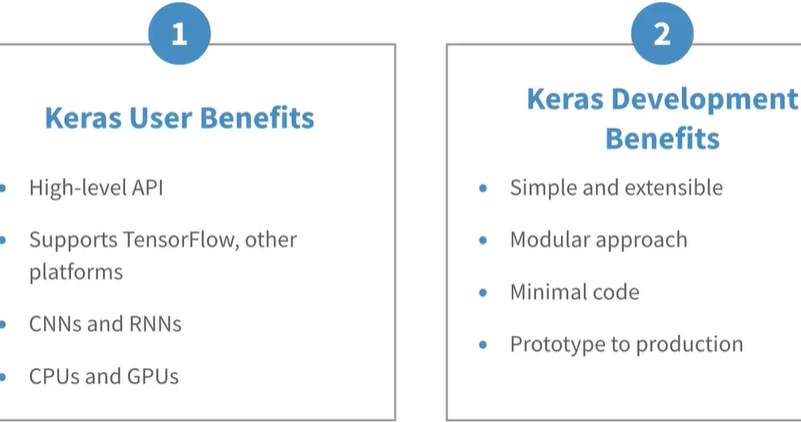 1
Keras User Benefits
High-level API
Supports TensorFlow, other
platforms
CNNs and RNNs
CPUs and GPUs
2
Keras Development
Benefits
Simple and extensible
Modular approach
Minimal code
Prototype to production